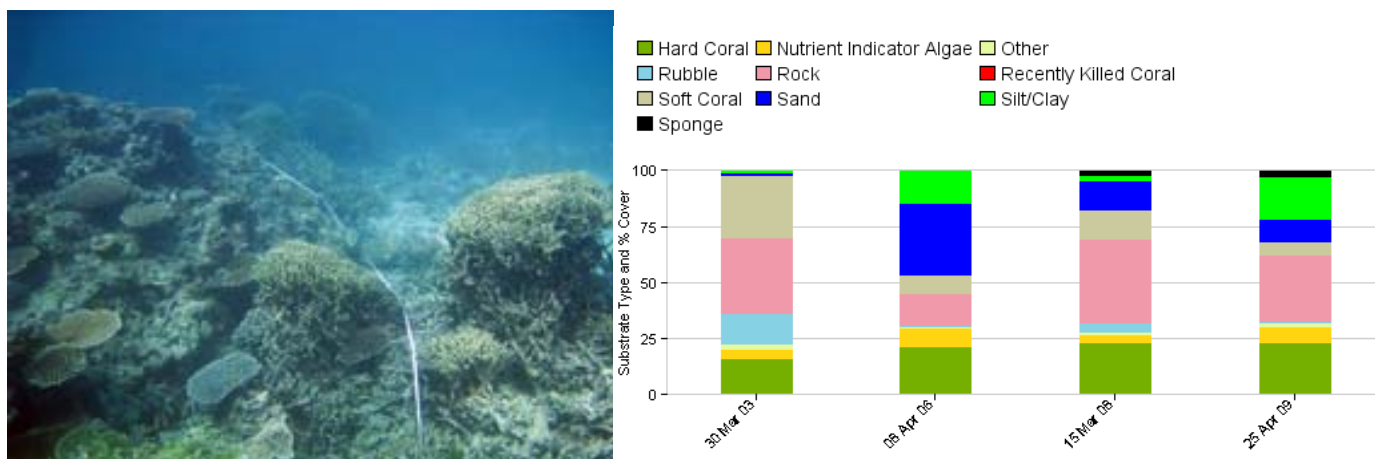 Hard Coral Nutrient Indicator Algae Other
Rubble Rock Recently Killed Coral
Soft Coral Sand Silt/Clay
Sponge
100
75
50
25
0
Substrate Type and % Cover
30 Mar 03
08 Apr 06
15 Mar 08
25 Apr 09